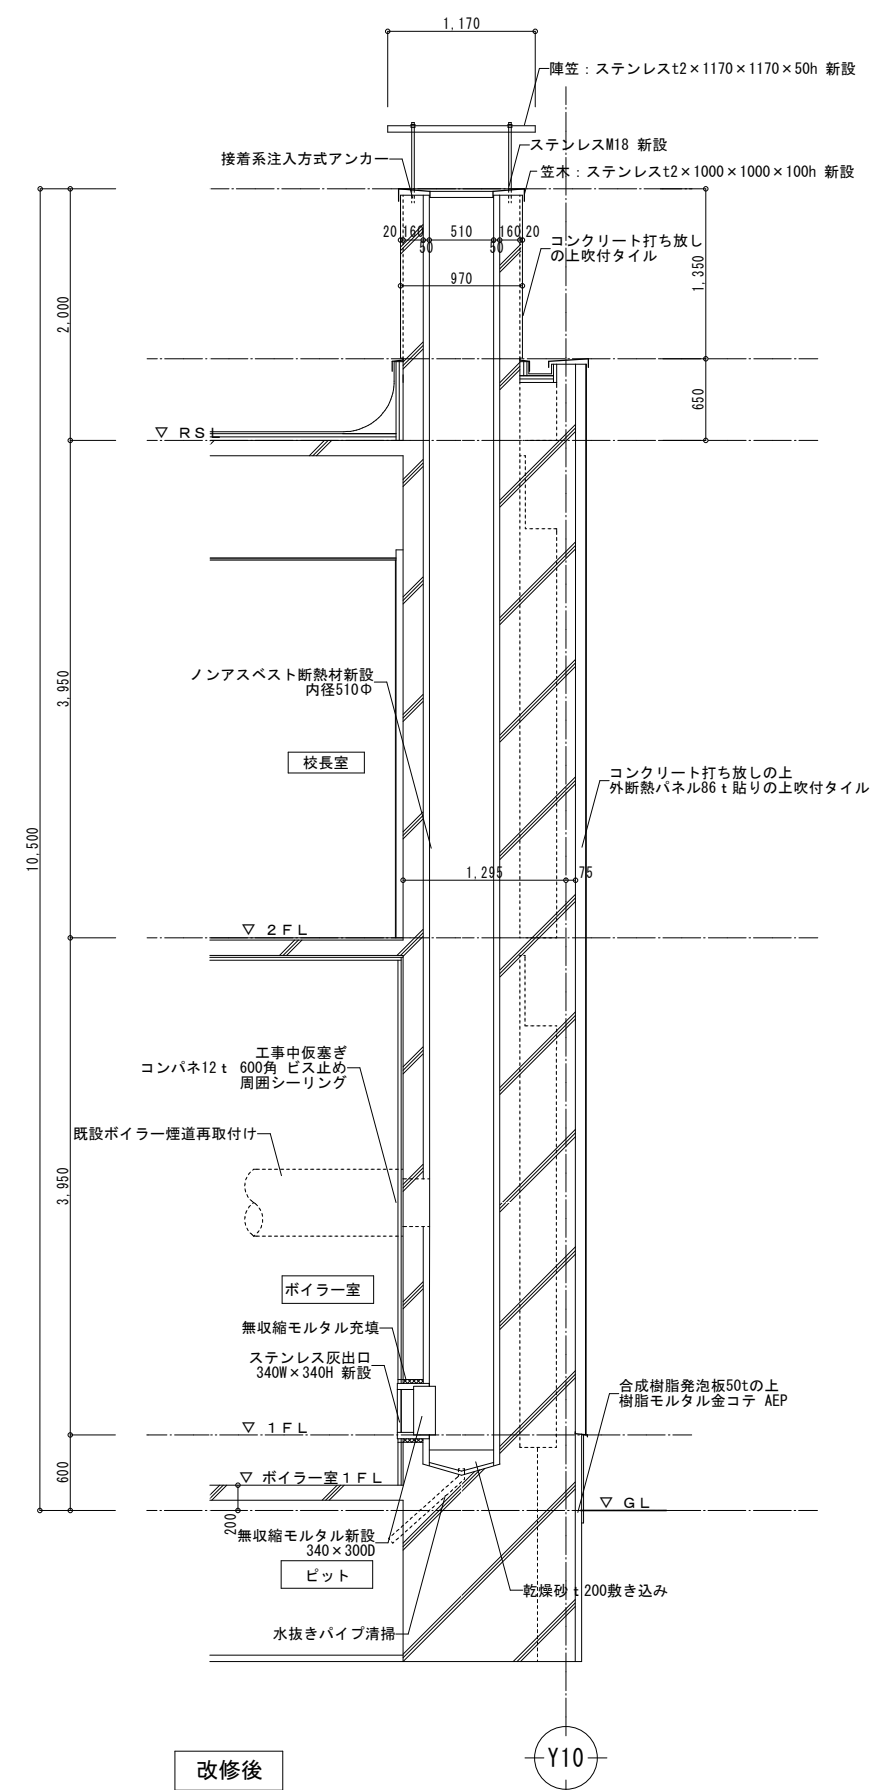 1,170
陣笠：ステンレスt2×1170×1170×50h 新設
ステンレスM18 新設
接着系注入方式アンカー
笠木：ステンレスt2×1000×1000×100h 新設
20 160 510 160 20
50 50
コンクリート打ち放し
の上吹付タイル
970
1,350
2,000
650
▽ ＲＳＬ
ノンアスベスト断熱材新設
内径510Φ
3,950
校長室
コンクリート打ち放しの上
外断熱パネル86ｔ貼りの上吹付タイル
10,500
1,295 75
▽ ２ＦＬ
工事中仮塞ぎ
コンパネ12ｔ 600角 ビス止め
周囲シーリング
既設ボイラー煙道再取付け
3,950
ボイラー室
無収縮モルタル充填
ステンレス灰出口
340W×340H 新設
合成樹脂発泡板50tの上
樹脂モルタル金コテ AEP
▽ １ＦＬ
600
▽ ボイラー室１ＦＬ
▽ ＧＬ
200
無収縮モルタル新設
340×300D
ピット
乾燥砂ｔ200敷き込み
水抜きパイプ清掃
改修後
Y10